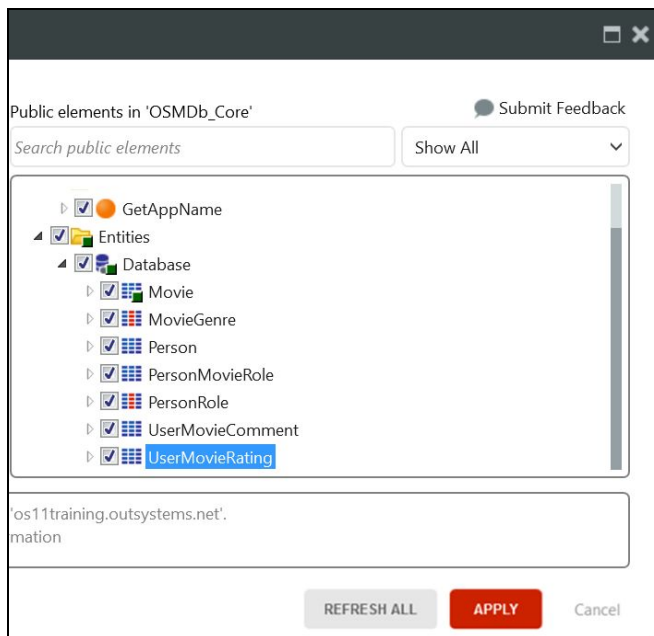 Public elements in 'OSMDb_Core'
Submit Feedback
Search public elements
Show All
GetAppName
Entities
Database
Movie
MovieGenre
Person
PersonMovieRole
PersonRole
UserMovieComment
UserMovieRating
'os11training.outsystems.net'.
mation
REFRESH ALL
APPLY
Cancel